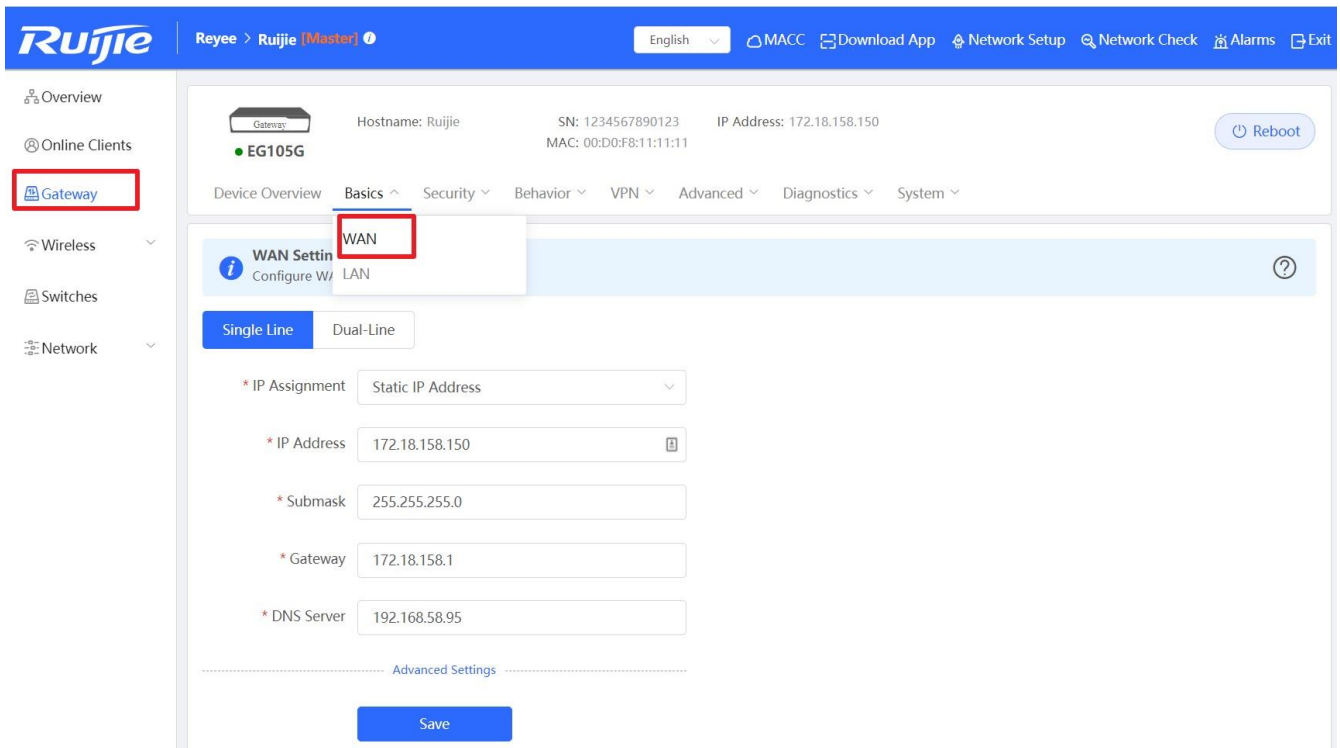 Ruijie
Reyee > Ruijie [Master]
English
MACC
Download App
Network Setup
Network Check
Alarms
Exit
Overview
Online Clients
Gateway
Wireless
Switches
Network
Gateway
EG105G
Hostname: Ruijie
SN: 1234567890123
IP Address: 172.18.158.150
MAC: 00:D0:F8:11:11:11
Reboot
Device Overview
Basics
Security
Behavior
VPN
Advanced
Diagnostics
System
WAN
LAN
WAN Settin
Configure WA
Single Line
Dual-Line
* IP Assignment
Static IP Address
* IP Address
172.18.158.150
* Submask
255.255.255.0
* Gateway
172.18.158.1
* DNS Server
192.168.58.95
Advanced Settings
Save